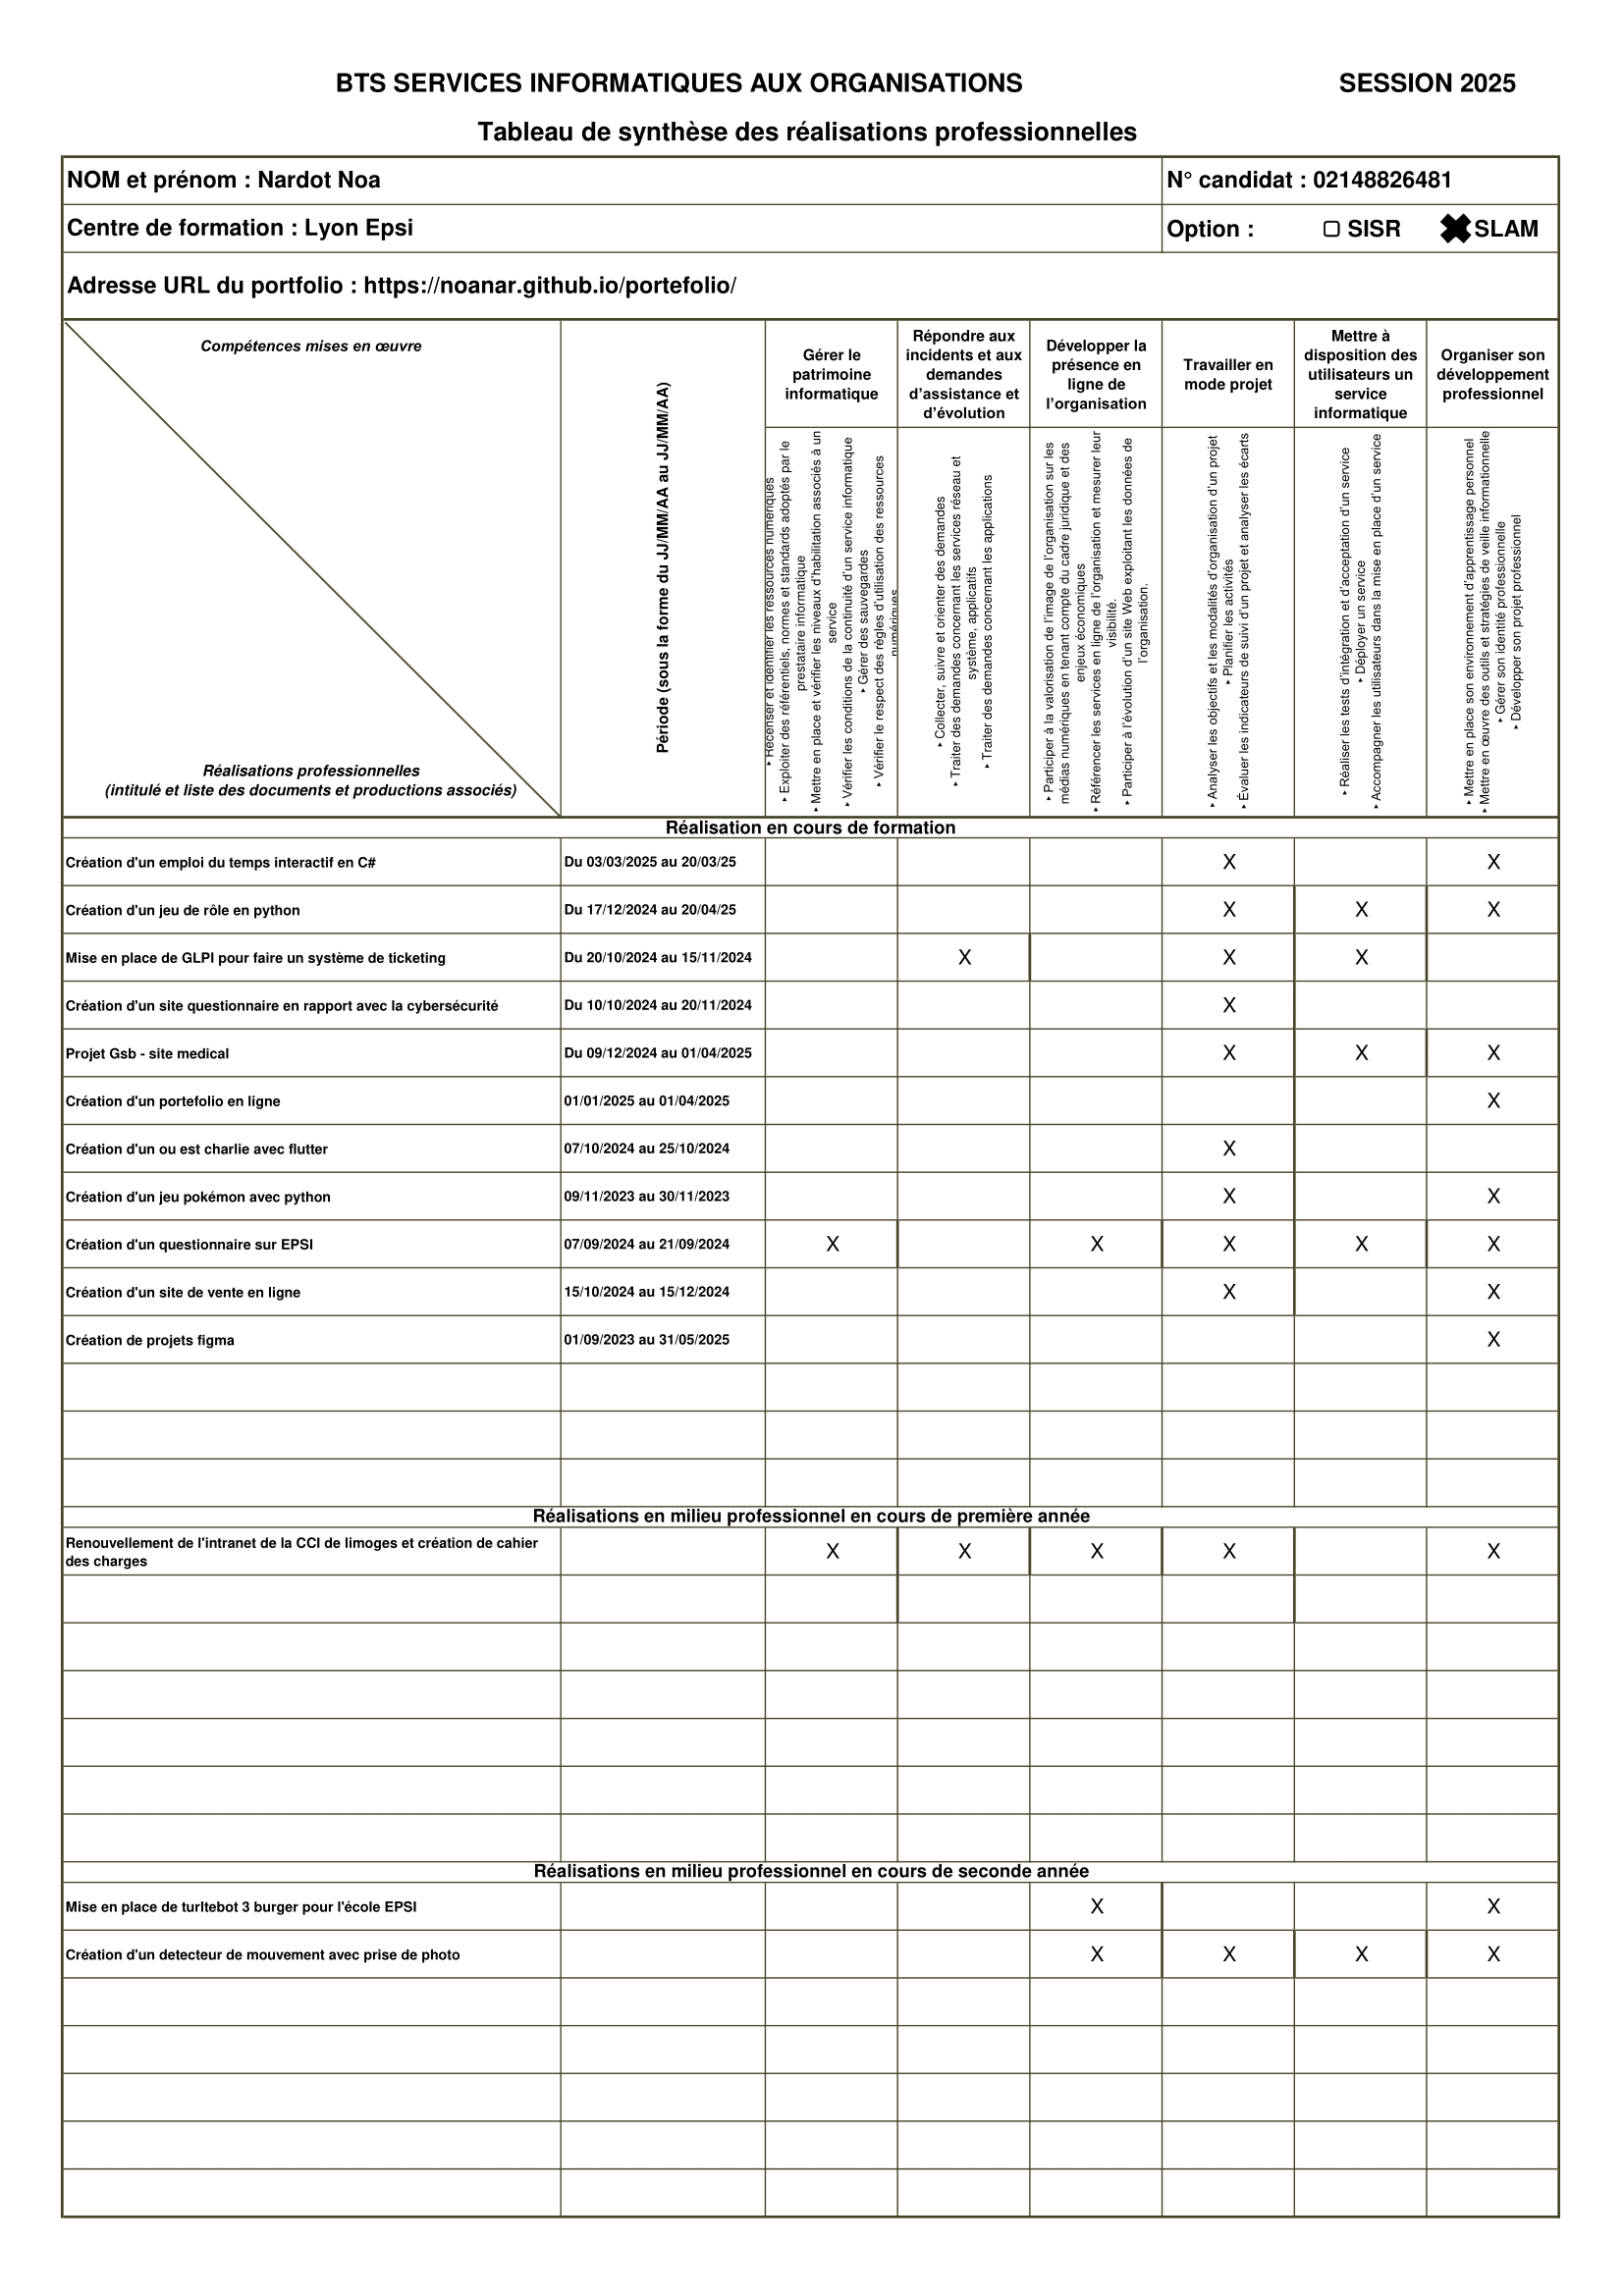 BTS SERVICES INFORMATIQUES AUX ORGANISATIONS SESSION 2025
Tableau de synthèse des réalisations professionnelles
NOM et prénom : Nardot Noa N° candidat : 02148826481
Centre de formation : Lyon Epsi Option : SISR SLAM
Adresse URL du portfolio : https://noanar.github.io/portefolio/
Compétences mises en œuvre
Réalisations professionnelles
(intitulé et liste des documents et productions associés)
Période (sous la forme du JJ/MM/AA au JJ/MM/AA)
Gérer le
patrimoine
informatique
Répondre aux
incidents et aux
demandes
d’assistance et
d’évolution
Développer la
présence en
ligne de
l’organisation
Travailler en
mode projet
Mettre à
disposition des
utilisateurs un
service
informatique
Organiser son
développement
professionnel
‣ Recenser et identifier les ressources numériques
‣ Exploiter des référentiels, normes et standards adoptés par le
prestataire informatique
‣ Mettre en place et vérifier les niveaux d’habilitation associés à un
service
‣ Vérifier les conditions de la continuité d’un service informatique
‣ Gérer des sauvegardes
‣ Vérifier le respect des règles d’utilisation des ressources
numériques
‣ Collecter, suivre et orienter des demandes
‣ Traiter des demandes concernant les services réseau et
système, applicatifs
‣ Traiter des demandes concernant les applications
‣ Participer à la valorisation de l’image de l’organisation sur les
médias numériques en tenant compte du cadre juridique et des
enjeux économiques
‣ Référencer les services en ligne de l’organisation et mesurer leur
visibilité.
‣ Participer à l’évolution d’un site Web exploitant les données de
l’organisation.
‣ Analyser les objectifs et les modalités d’organisation d’un projet
‣ Planifier les activités
‣ Évaluer les indicateurs de suivi d’un projet et analyser les écarts
‣ Réaliser les tests d’intégration et d’acceptation d’un service
‣ Déployer un service
‣ Accompagner les utilisateurs dans la mise en place d’un service
‣ Mettre en place son environnement d’apprentissage personnel
‣ Mettre en œuvre des outils et stratégies de veille informationnelle
‣ Gérer son identité professionnelle
‣ Développer son projet professionnel
Réalisation en cours de formation
Création d'un emploi du temps interactif en C# Du 03/03/2025 au 20/03/25 X X
Création d'un jeu de rôle en python Du 17/12/2024 au 20/04/25 X X X
Mise en place de GLPI pour faire un système de ticketing Du 20/10/2024 au 15/11/2024 X X X
Création d'un site questionnaire en rapport avec la cybersécurité Du 10/10/2024 au 20/11/2024 X
Projet Gsb - site medical Du 09/12/2024 au 01/04/2025 X X X
Création d'un portefolio en ligne 01/01/2025 au 01/04/2025 X
Création d'un ou est charlie avec flutter 07/10/2024 au 25/10/2024 X
Création d'un jeu pokémon avec python 09/11/2023 au 30/11/2023 X X
Création d'un questionnaire sur EPSI 07/09/2024 au 21/09/2024 X X X X X
Création d'un site de vente en ligne 15/10/2024 au 15/12/2024 X X
Création de projets figma 01/09/2023 au 31/05/2025 X
Réalisations en milieu professionnel en cours de première année
Renouvellement de l'intranet de la CCI de limoges et création de cahier
des charges X X X X X
Réalisations en milieu professionnel en cours de seconde année
Mise en place de turltebot 3 burger pour l'école EPSI X X
Création d'un detecteur de mouvement avec prise de photo X X X X